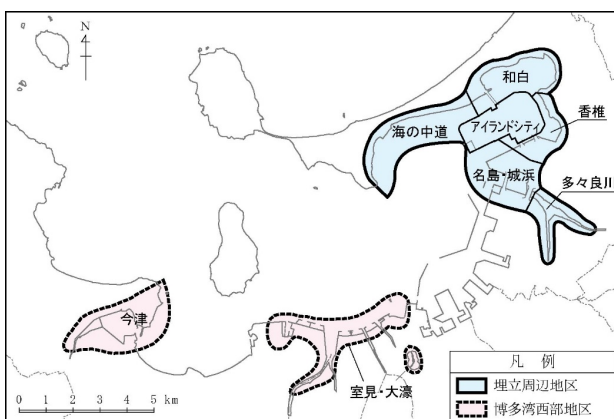 N
和白
香椎
海の中道
アイランドシティ
名島・城浜
多々良川
今津
室見・大濠
0 1 2 3 4 5 km
凡 例
埋立周辺地区
博多湾西部地区